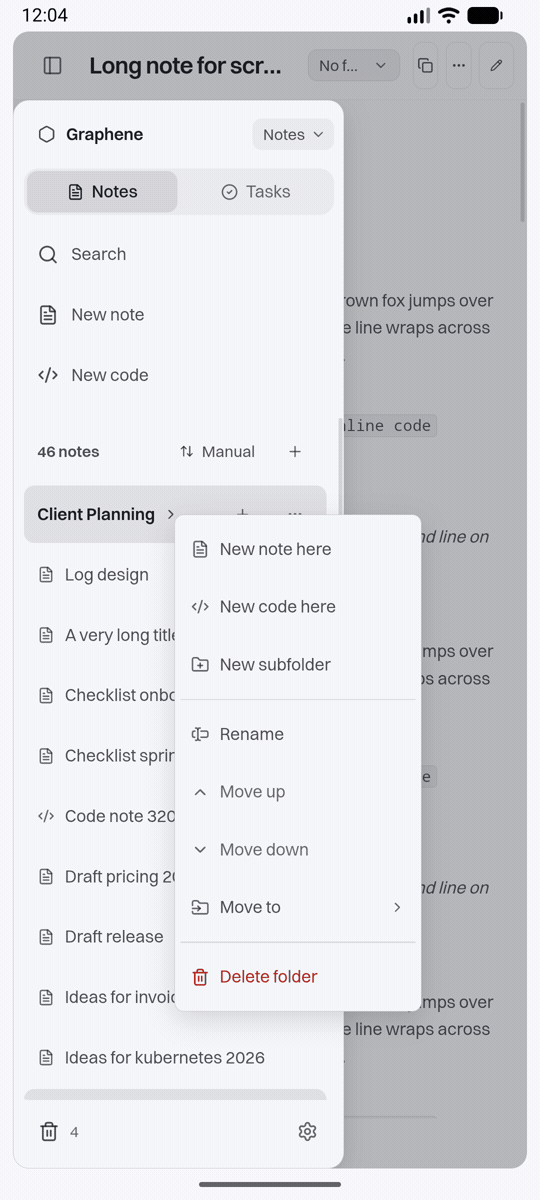 12:04
Long note for scr...
No f...
Graphene
Notes
Notes
Tasks
Search
New note
New code
46 notes
Manual
Client Planning
Log design
A very long title
Checklist onbo
Checklist sprin
Code note 320
Draft pricing 20
Draft release
Ideas for invoic
Ideas for kubernetes 2026
4
New note here
New code here
New subfolder
Rename
Move up
Move down
Move to
Delete folder
rown fox jumps over
e line wraps across
.
nline code
nd line on
mps over
ps across
e
nd line on
mps over
e line wraps across
.